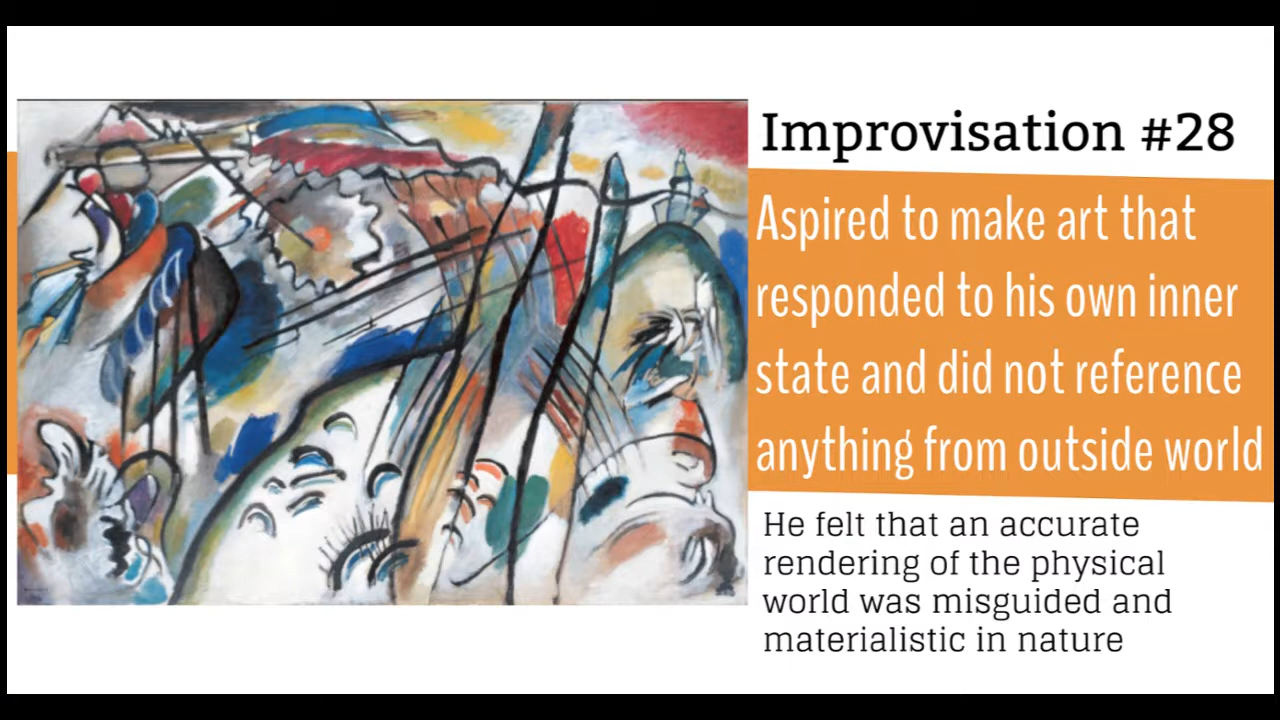 Improvisation #28
Aspired to make art that
responded to his own inner
state and did not reference
anything from outside world
He felt that an accurate
rendering of the physical
world was misguided and
materialistic in nature